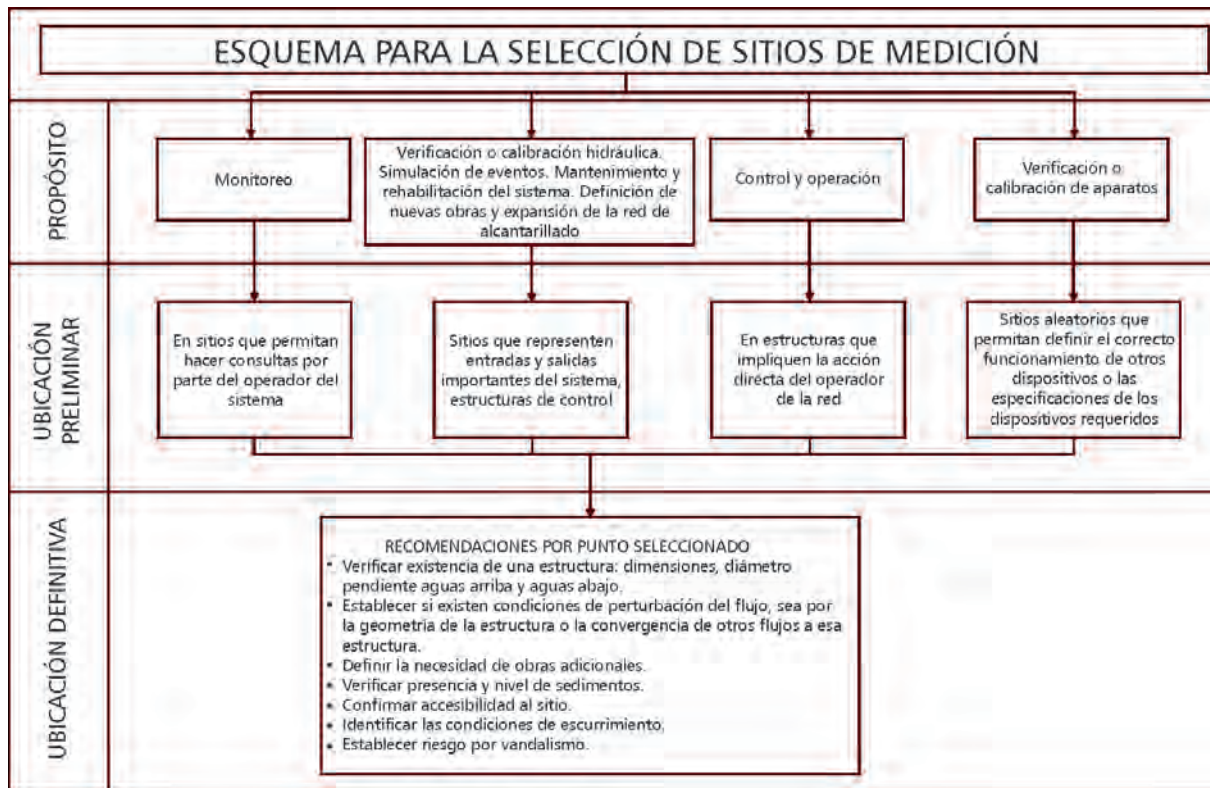 ESQUEMA PARA LA SELECCIÓN DE SITIOS DE MEDICIÓN
PROPÓSITO
Monitoreo
Verificación o calibración hidráulica.
Simulación de eventos. Mantenimiento y
rehabilitación del sistema. Definición de
nuevas obras y expansión de la red de
alcantarillado
Control y operación
Verificación o
calibración de aparatos
UBICACIÓN
PRELIMINAR
En sitios que permitan
hacer consultas por
parte del operador del
sistema
Sitios que representen
entradas y salidas
importantes del sistema,
estructuras de control
En estructuras que
impliquen la acción
directa del operador
de la red
Sitios aleatorios que
permitan definir el correcto
funcionamiento de otros
dispositivos o las
especificaciones de los
dispositivos requeridos
UBICACIÓN DEFINITIVA
RECOMENDACIONES POR PUNTO SELECCIONADO
• Verificar existencia de una estructura: dimensiones, diámetro
pendiente aguas arriba y aguas abajo.
• Establecer si existen condiciones de perturbación del flujo, sea por
la geometría de la estructura o la convergencia de otros flujos a esa
estructura.
• Definir la necesidad de obras adicionales.
• Verificar presencia y nivel de sedimentos.
• Confirmar accesibilidad al sitio.
• Identificar las condiciones de escurrimiento.
• Establecer riesgo por vandalismo.